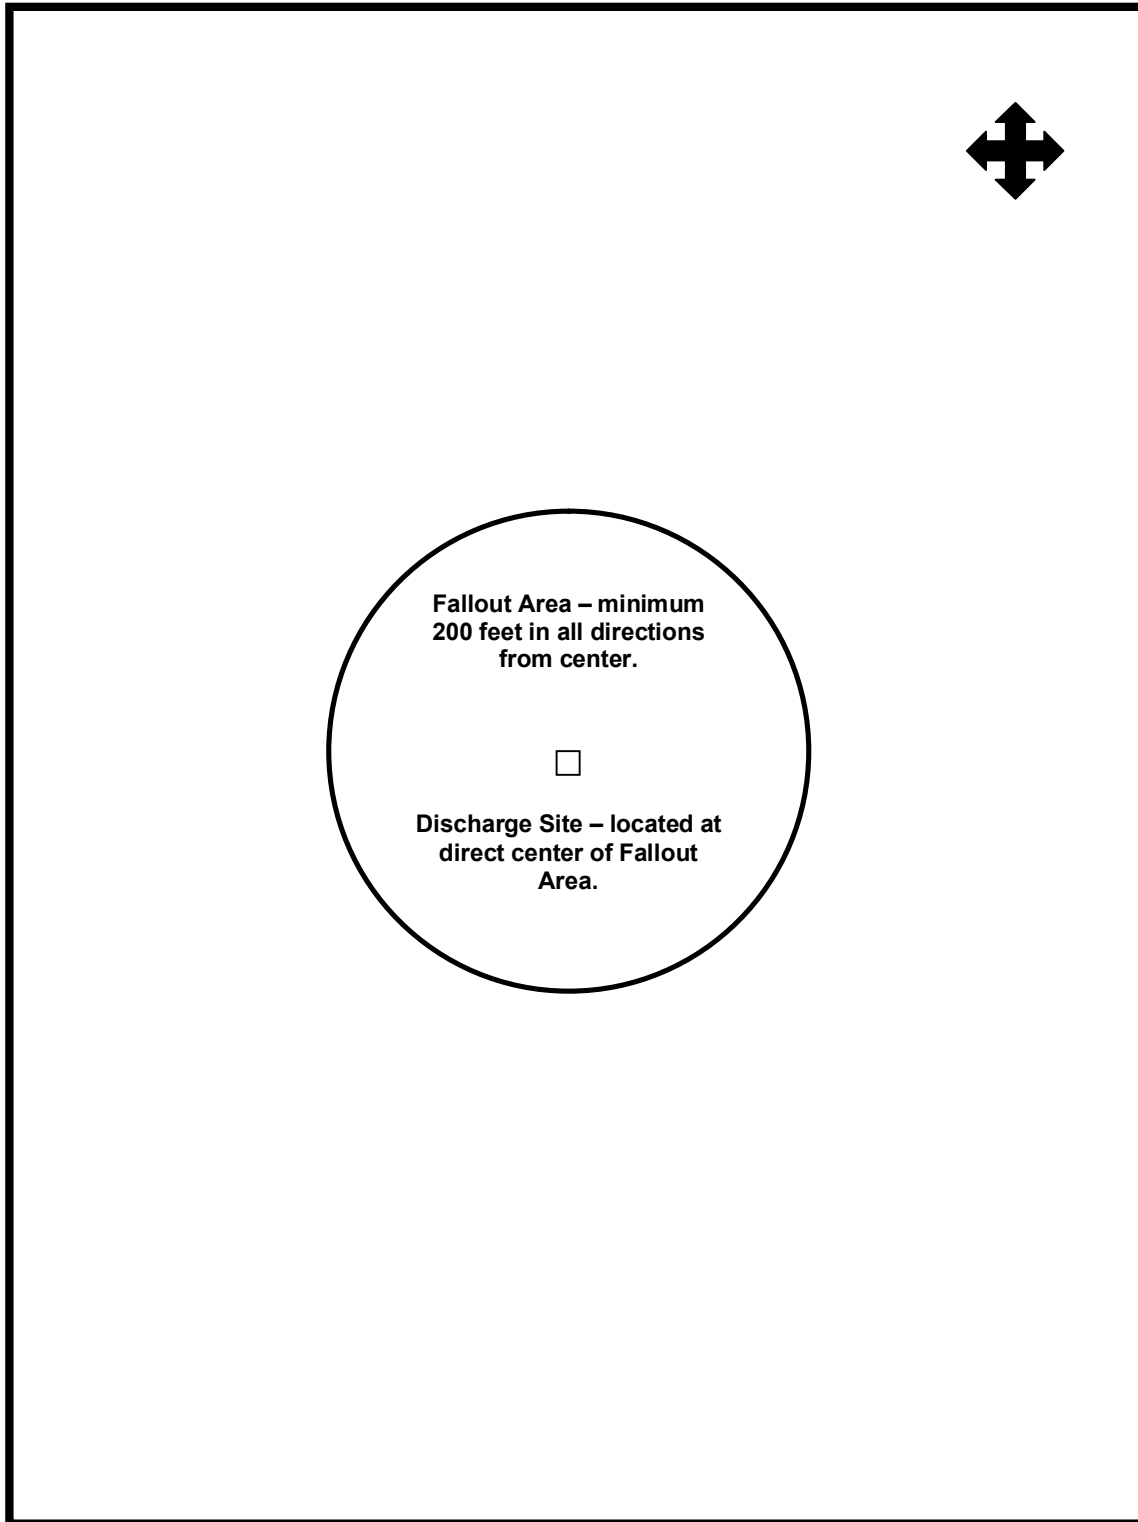 Fallout Area – minimum
200 feet in all directions
from center.
Discharge Site – located at
direct center of Fallout
Area.